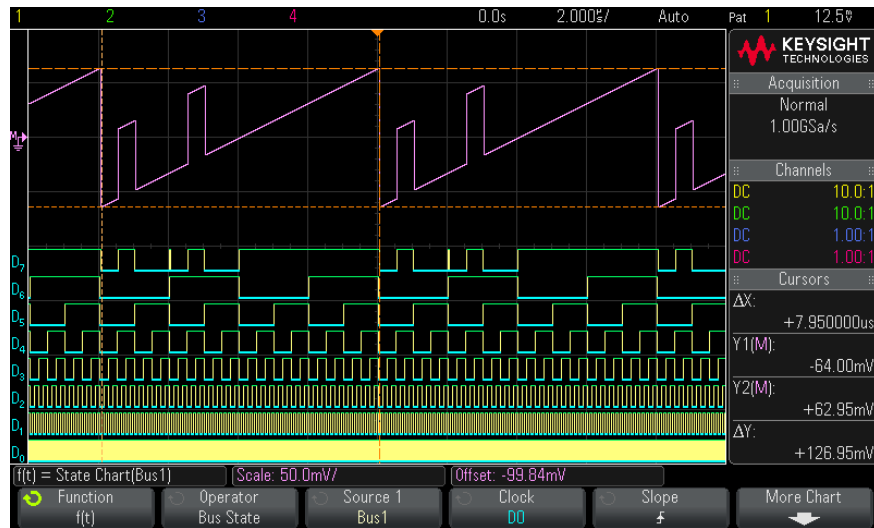 1 2 3 4 0.0s 2.000us/ Auto Pat 1 12.5V
KEYSIGHT
TECHNOLOGIES
Acquisition
Normal
1.00GSa/s
Channels
DC 10.0:1
DC 10.0:1
DC 1.00:1
DC 1.00:1
Cursors
ΔX:
+7.950000us
Y1(M):
-64.00mV
Y2(M):
+62.95mV
ΔY:
+126.95mV
M
D7
D6
D5
D4
D3
D2
D1
D0
f(t) = State Chart(Bus1) Scale: 50.0mV/ Offset: -99.84mV
Function Operator Source 1 Clock Slope More Chart
f(t) Bus State Bus1 D0